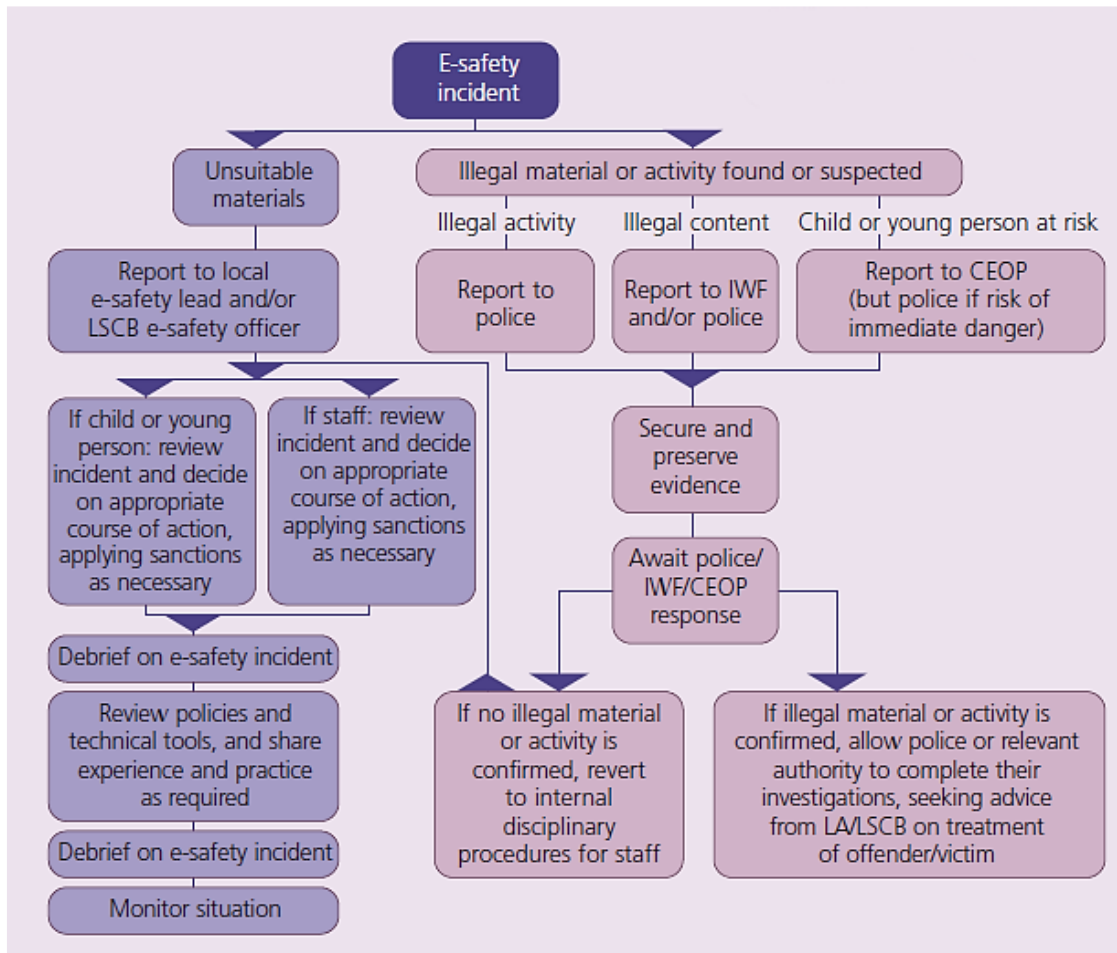 E-safety
incident
Unsuitable
materials
Illegal material or activity found or suspected
Illegal activity
Illegal content
Child or young person at risk
Report to local
e-safety lead and/or
LSCB e-safety officer
Report to
police
Report to IWF
and/or police
Report to CEOP
(but police if risk of
immediate danger)
If child or young
person: review
incident and decide
on appropriate
course of action,
applying sanctions
as necessary
If staff: review
incident and decide
on appropriate
course of action,
applying sanctions
as necessary
Secure and
preserve
evidence
Await police/
IWF/CEOP
response
Debrief on e-safety incident
Review policies and
technical tools, and share
experience and practice
as required
Debrief on e-safety incident
Monitor situation
If no illegal material
or activity is
confirmed, revert
to internal
disciplinary
procedures for staff
If illegal material or activity is
confirmed, allow police or relevant
authority to complete their
investigations, seeking advice
from LA/LSCB on treatment
of offender/victim